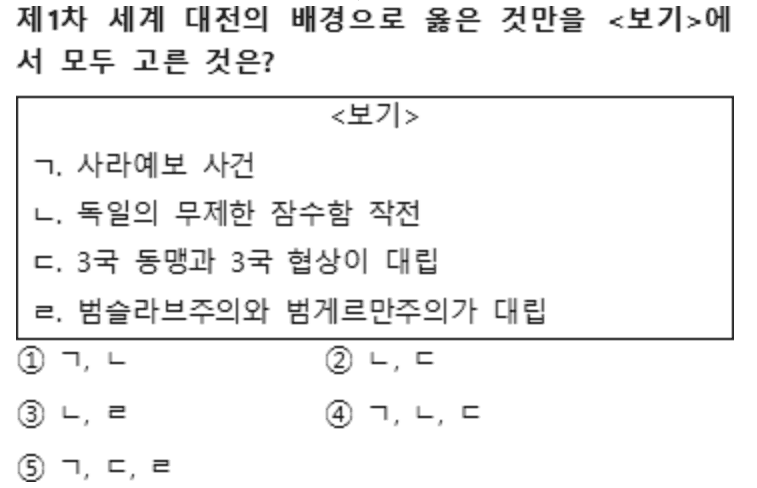 제1차 세계 대전의 배경으로 옳은 것만을 <보기>에
서 모두 고른 것은?
<보기>
ㄱ. 사라예보 사건
ㄴ. 독일의 무제한 잠수함 작전
ㄷ. 3국 동맹과 3국 협상이 대립
ㄹ. 범슬라브주의와 범게르만주의가 대립
① ㄱ, ㄴ ② ㄴ, ㄷ
③ ㄴ, ㄹ ④ ㄱ, ㄴ, ㄷ
⑤ ㄱ, ㄷ, ㄹ